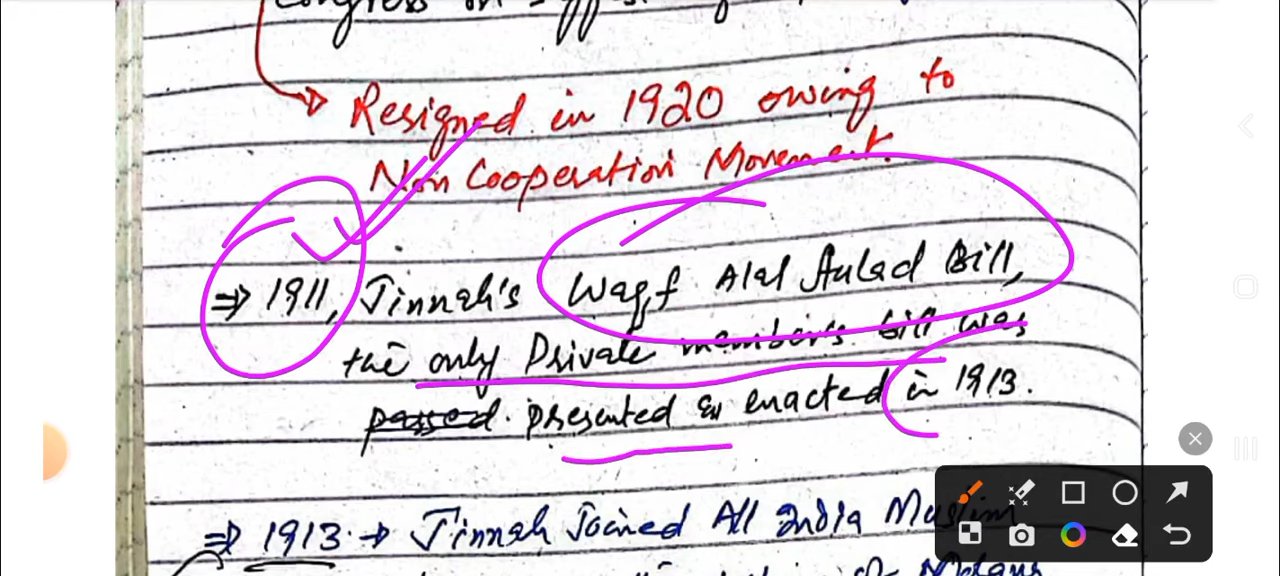 Resigned in 1920 owing to
Non Cooperation Movement.
⇒ 1911, Jinnah's Waqf Alal Aulad Bill,
the only Private members bill was
passed. presented & enacted in 1913.
⇒ 1913 → Jinnah Joined All India Muslim